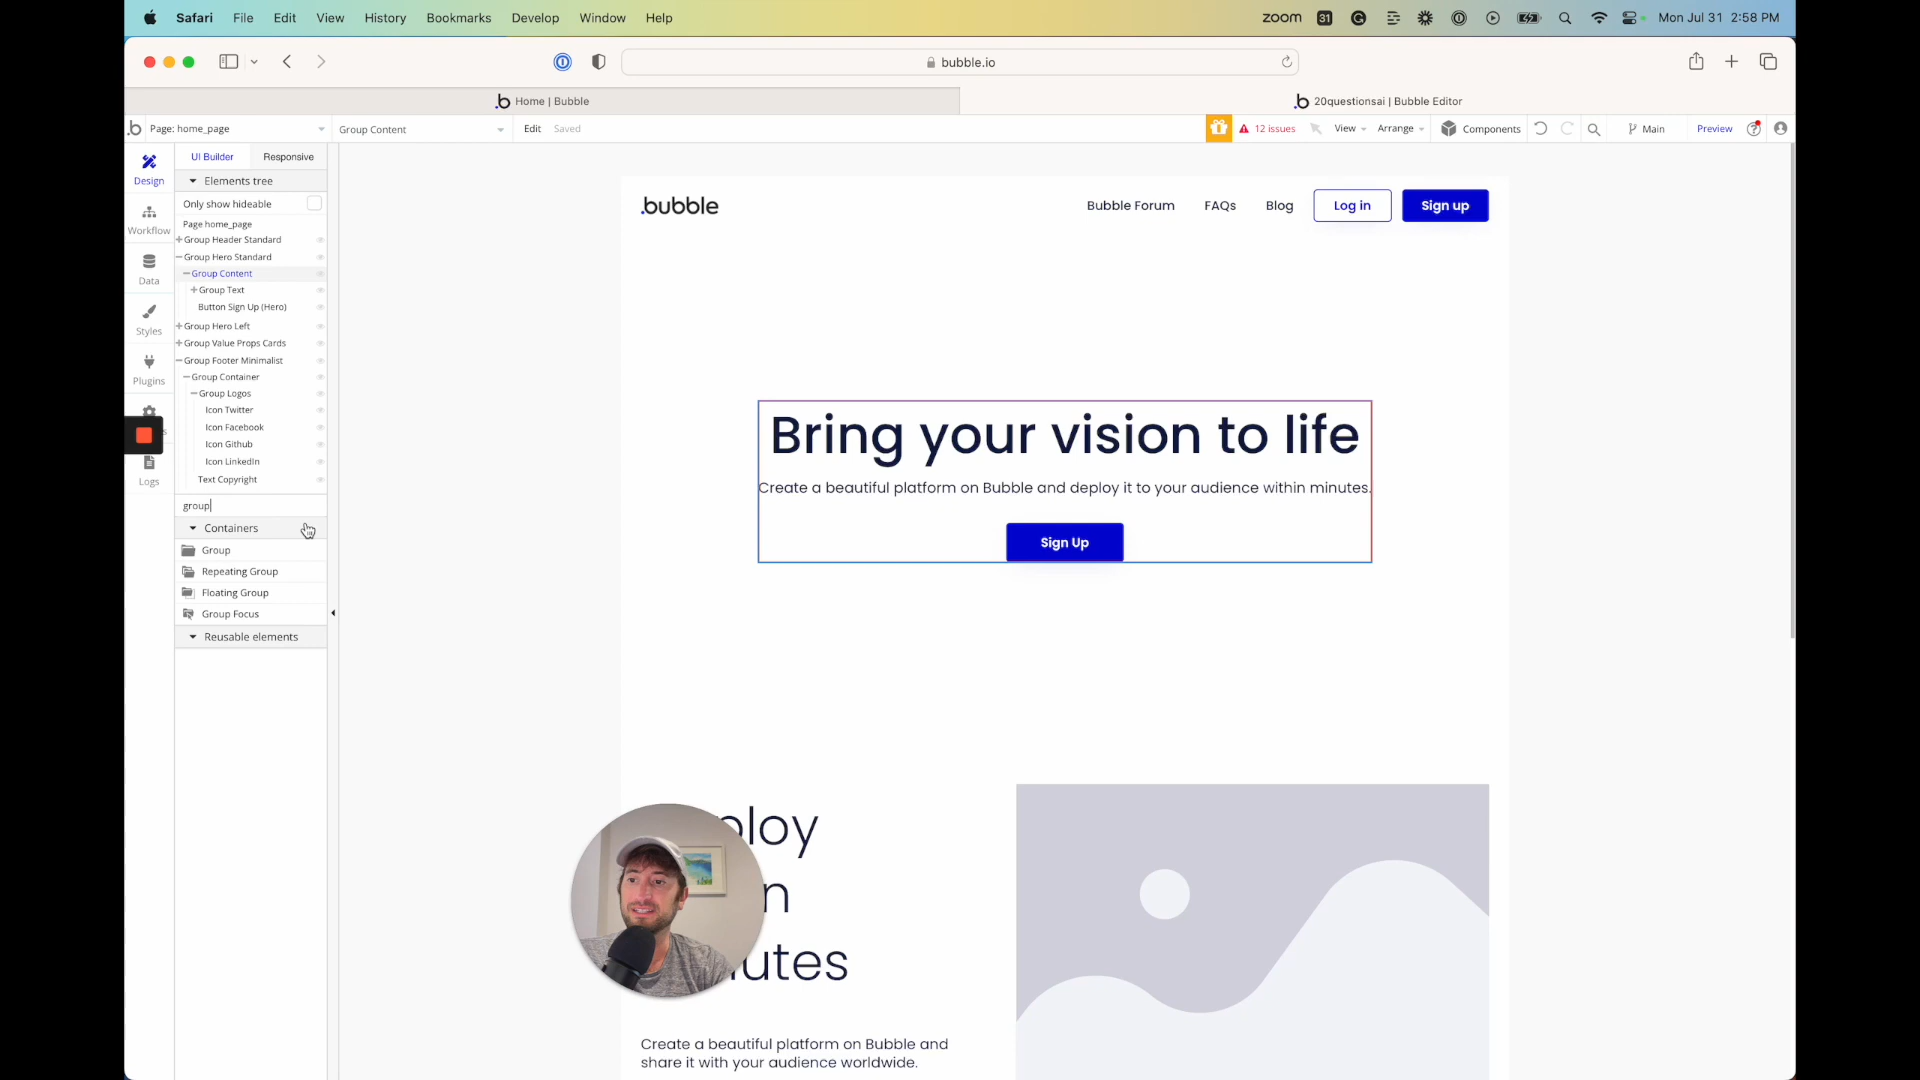 Safari File Edit View History Bookmarks Develop Window Help
zoom 31 Mon Jul 31 2:58 PM
bubble.io
Home | Bubble
20questionsai | Bubble Editor
Page: home_page
Group Content
Edit Saved
12 issues View Arrange Components Main Preview
Design
Workflow
Data
Styles
Plugins
Logs
UI Builder Responsive
Elements tree
Only show hideable
Page home_page
Group Header Standard
Group Hero Standard
Group Content
Group Text
Button Sign Up (Hero)
Group Hero Left
Group Value Props Cards
Group Footer Minimalist
Group Container
Group Logos
Icon Twitter
Icon Facebook
Icon Github
Icon LinkedIn
Text Copyright
group
Containers
Group
Repeating Group
Floating Group
Group Focus
Reusable elements
.bubble
Bubble Forum FAQs Blog Log in Sign up
Bring your vision to life
Create a beautiful platform on Bubble and deploy it to your audience within minutes.
Sign Up
ploy
n
utes
Create a beautiful platform on Bubble and
share it with your audience worldwide.